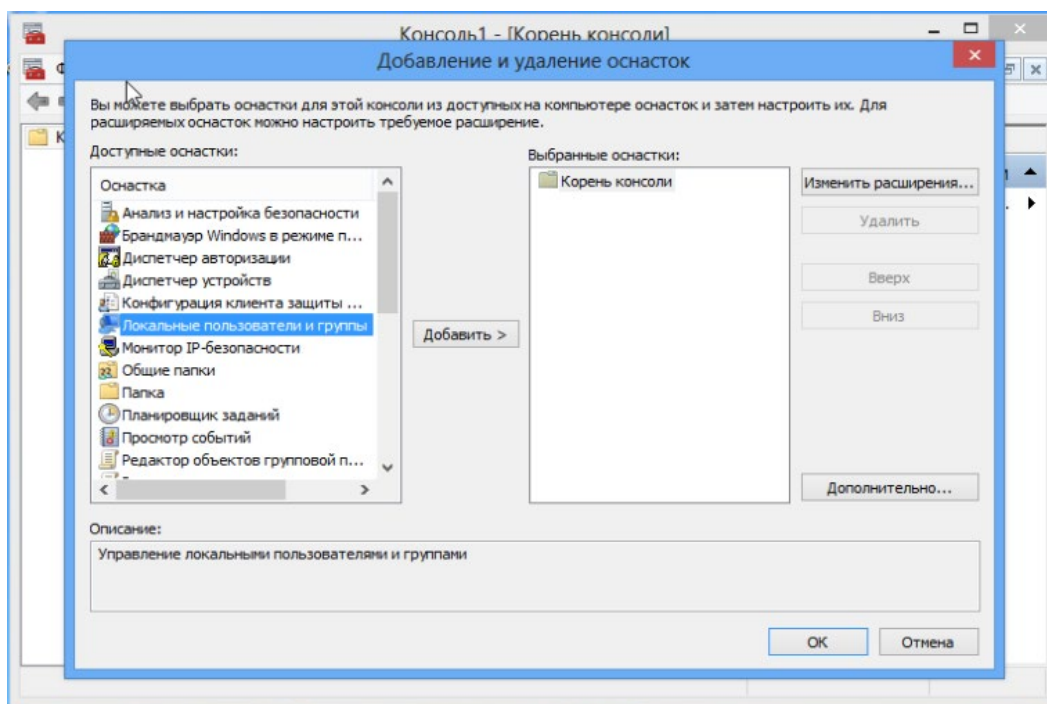 Консоль1 - [Корень консоли]
Добавление и удаление оснасток
Вы можете выбрать оснастки для этой консоли из доступных на компьютере оснасток и затем настроить их. Для
расширяемых оснасток можно настроить требуемое расширение.
Доступные оснастки:
Выбранные оснастки:
Оснастка
Анализ и настройка безопасности
Брандмауэр Windows в режиме п...
Диспетчер авторизации
Диспетчер устройств
Конфигурация клиента защиты ...
Локальные пользователи и группы
Монитор IP-безопасности
Общие папки
Папка
Планировщик заданий
Просмотр событий
Редактор объектов групповой п...
Добавить >
Корень консоли
Изменить расширения...
Удалить
Вверх
Вниз
Дополнительно...
Описание:
Управление локальными пользователями и группами
ОК
Отмена